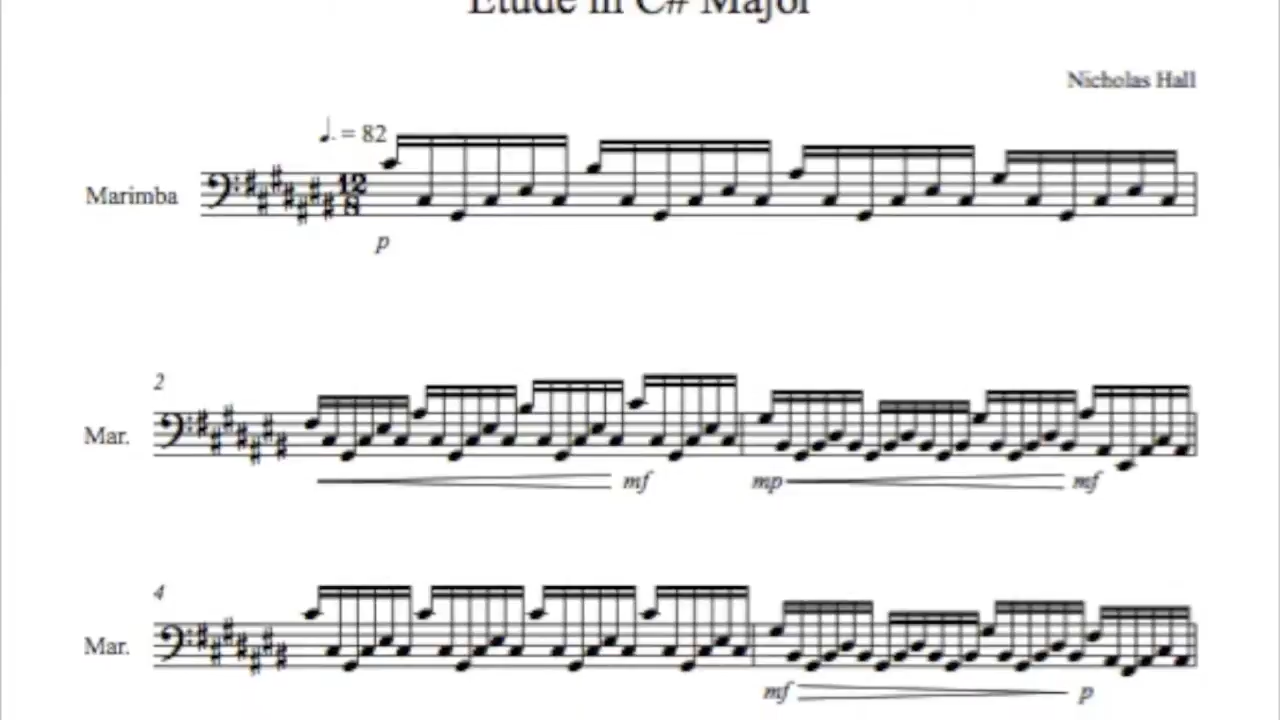 Etude in C# Major
Nicholas Hall
♩. = 82
Marimba
12
8
p
2
Mar.
mf
mp
mf
4
Mar.
mf
p